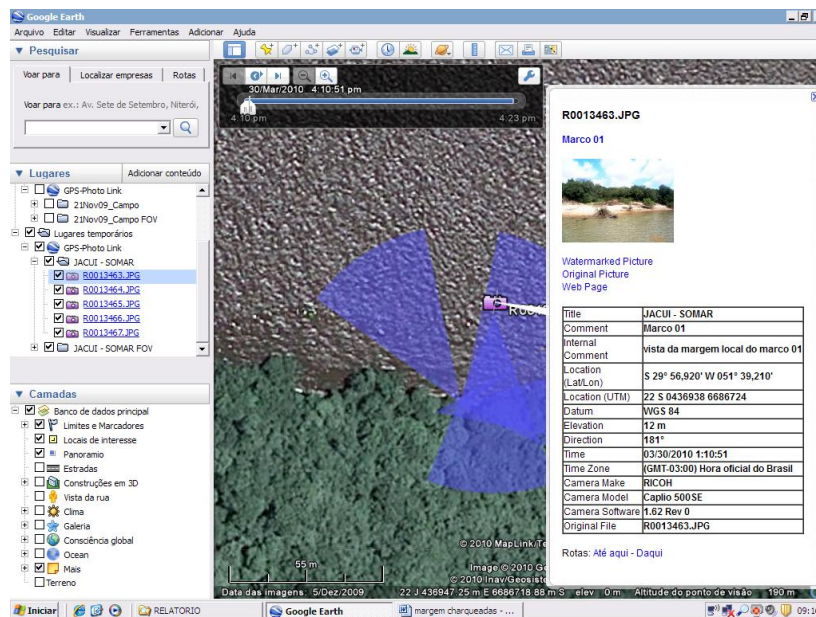 Google Earth
Arquivo Editar Visualizar Ferramentas Adicionar Ajuda
Pesquisar
Voar para Localizar empresas Rotas
Voar para ex.: Av. Sete de Setembro, Niterói,
Lugares Adicionar conteúdo
GPS-Photo Link
21Nov09_Campo
21Nov09_Campo FOV
Lugares temporários
GPS-Photo Link
JACUI - SOMAR
R0013463.JPG
R0013464.JPG
R0013465.JPG
R0013466.JPG
R0013467.JPG
JACUI - SOMAR FOV
Camadas
Banco de dados principal
Limites e Marcadores
Locais de interesse
Panoramio
Estradas
Construções em 3D
Vista da rua
Clima
Galeria
Consciência global
Ocean
Mais
Terreno
30/Mar/2010 4:10:51 pm
4:10 pm 4:23 pm
R001
55 m
© 2010 MapLink/Te
Image © 2010 Ge
© 2010 Inav/Geosiste
Data das imagens: 5/Dez/2009 22 J 436947.25 m E 6686718.88 m S elev 0 m Altitude do ponto de visão 190 m
R0013463.JPG
Marco 01
Watermarked Picture
Original Picture
Web Page
Title JACUI - SOMAR
Comment Marco 01
Internal Comment vista da margem local do marco 01
Location (Lat/Lon) S 29º 56,920' W 051º 39,210'
Location (UTM) 22 S 0436938 6686724
Datum WGS 84
Elevation 12 m
Direction 181°
Time 03/30/2010 1:10:51
Time Zone (GMT-03:00) Hora oficial do Brasil
Camera Make RICOH
Camera Model Caplio 500SE
Camera Software 1.62 Rev 0
Original File R0013463.JPG
Rotas: Até aqui - Daqui
Iniciar RELATORIO Google Earth margem charqueadas - ...